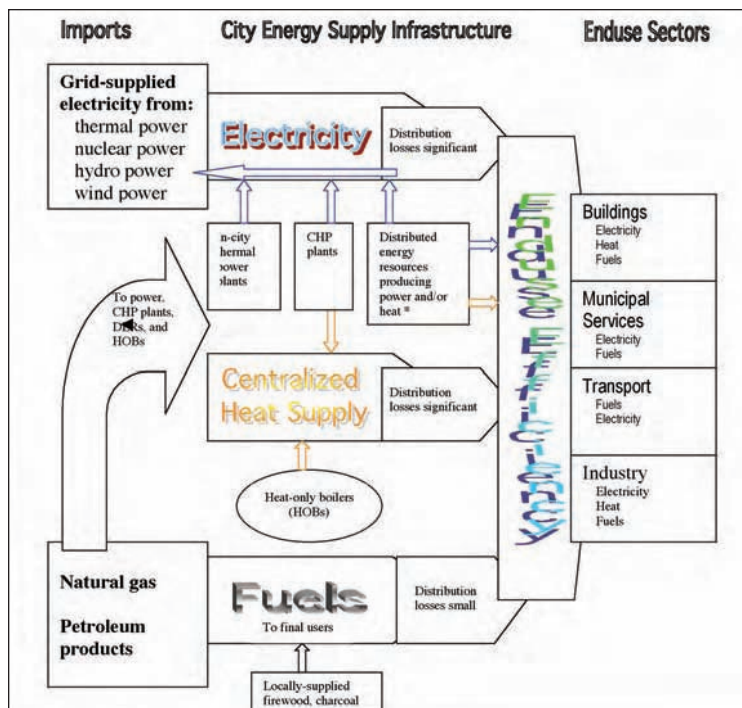 Imports
City Energy Supply Infrastructure
Enduse Sectors
Grid-supplied
electricity from:
thermal power
nuclear power
hydro power
wind power
Electricity
Distribution
losses significant
n-city
thermal
power
plants
CHP
plants
Distributed
energy
resources
producing
power and/or
heat *
To power,
CHP plants,
DERs, and
HOBs
Centralized
Heat Supply
Distribution
losses significant
Heat-only boilers
(HOBs)
Natural gas
Petroleum
products
Fuels
To final users
Distribution
losses small
Locally-supplied
firewood, charcoal
Enduse Efficiency
Buildings
Electricity
Heat
Fuels
Municipal
Services
Electricity
Fuels
Transport
Fuels
Electricity
Industry
Electricity
Heat
Fuels